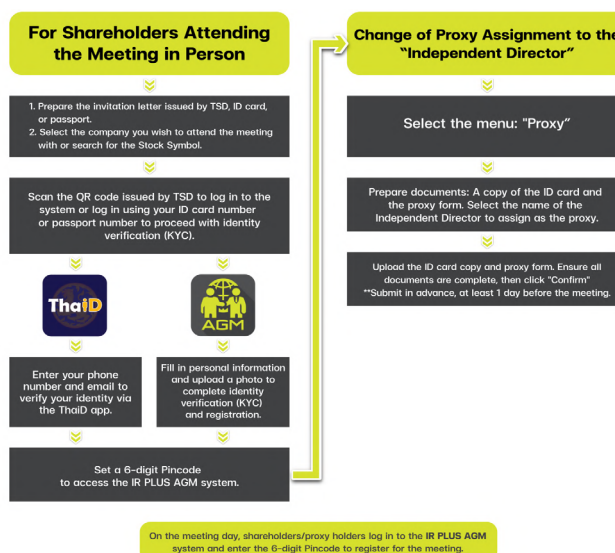 For Shareholders Attending
the Meeting in Person
1. Prepare the invitation letter issued by TSD, ID card,
or passport.
2. Select the company you wish to attend the meeting
with or search for the Stock Symbol.
Scan the QR code issued by TSD to log in to the
system or log in using your ID card number
or passport number to proceed with identity
verification (KYC).
ThaiD
AGM
Enter your phone
number and email to
verify your identity via
the ThaiD app.
Fill in personal information
and upload a photo to
complete identity
verification (KYC)
and registration.
Set a 6-digit Pincode
to access the IR PLUS AGM system.
Change of Proxy Assignment to the
"Independent Director"
Select the menu: "Proxy"
Prepare documents: A copy of the ID card and
the proxy form. Select the name of the
Independent Director to assign as the proxy.
Upload the ID card copy and proxy form. Ensure all
documents are complete, then click "Confirm"
**Submit in advance, at least 1 day before the meeting.
On the meeting day, shareholders/proxy holders log in to the IR PLUS AGM
system and enter the 6-digit Pincode to register for the meeting.